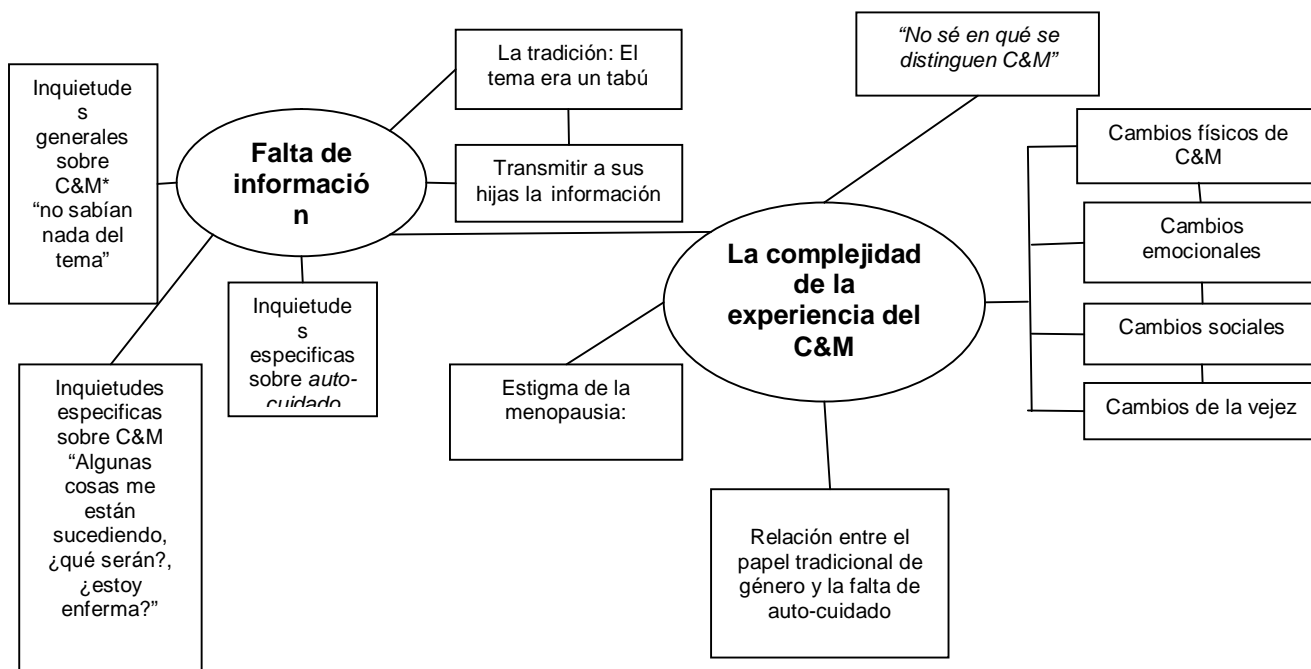 Inquietude
s
generales
sobre
C&M*
“no sabían
nada del
tema”
Falta de
informació
n
La tradición: El
tema era un tabú
Transmitir a sus
hijas la información
Inquietude
s
especificas
sobre auto-
cuidado
Inquietudes
especificas
sobre C&M
“Algunas
cosas me
están
sucediendo,
¿qué serán?,
¿estoy
enferma?”
“No sé en qué se
distinguen C&M”
La complejidad
de la
experiencia del
C&M
Cambios físicos de
C&M
Cambios
emocionales
Cambios sociales
Cambios de la vejez
Estigma de la
menopausia:
Relación entre el
papel tradicional de
género y la falta de
auto-cuidado